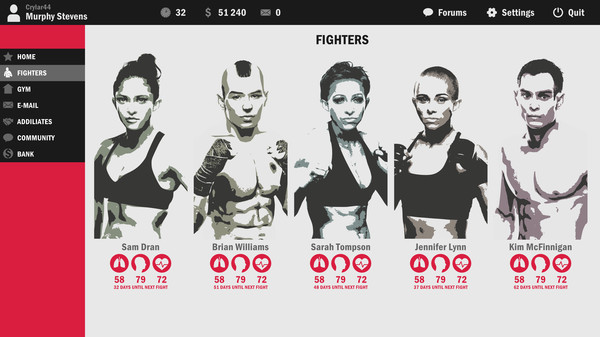 Crylar44
Murphy Stevens
32
$ 51 240
0
Forums
Settings
Quit
HOME
FIGHTERS
GYM
E-MAIL
ADDILIATES
COMMUNITY
BANK
FIGHTERS
Sam Dran
58 79 72
32 DAYS UNTIL NEXT FIGHT
Brian Williams
58 79 72
51 DAYS UNTIL NEXT FIGHT
Sarah Tompson
58 79 72
48 DAYS UNTIL NEXT FIGHT
Jennifer Lynn
58 79 72
37 DAYS UNTIL NEXT FIGHT
Kim McFinnigan
58 79 72
62 DAYS UNTIL NEXT FIGHT